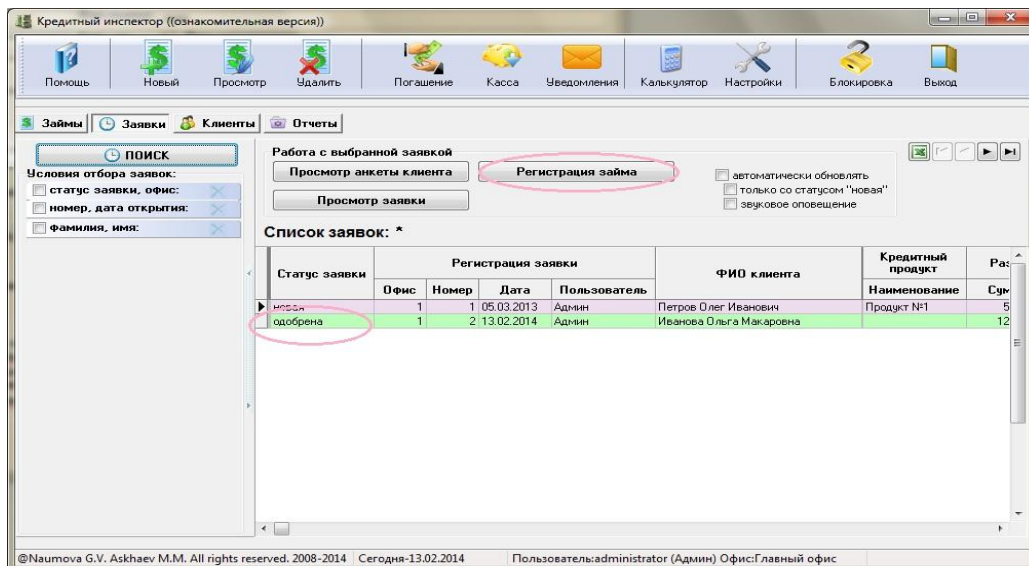 Кредитный инспектор ((ознакомительная версия))
Помощь Новый Просмотр Удалить Погашение Касса Уведомления Калькулятор Настройки Блокировка Выход
Займы Заявки Клиенты Отчеты
ПОИСК
Условия отбора заявок:
статус заявки, офис:
номер, дата открытия:
фамилия, имя:
Работа с выбранной заявкой
Просмотр анкеты клиента Регистрация займа
Просмотр заявки
автоматически обновлять
только со статусом "новая"
звуковое оповещение
Список заявок: *
Статус заявки Регистрация заявки ФИО клиента Кредитный продукт
Офис Номер Дата Пользователь Наименование
новая 1 1 05.03.2013 Админ Петров Олег Иванович Продукт №1 5
одобрена 1 2 13.02.2014 Админ Иванова Ольга Макаровна 12
@Naumova G.V. Askhaev M.M. All rights reserved. 2008-2014 Сегодня-13.02.2014 Пользователь:administrator (Админ) Офис:Главный офис